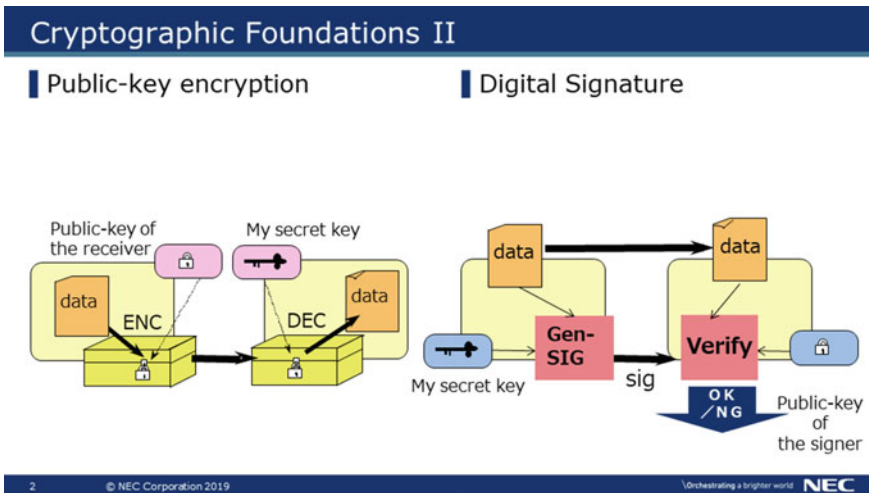 Cryptographic Foundations II
Public-key encryption
Public-key of
the receiver
My secret key
data
ENC
DEC
data
Digital Signature
data
data
Gen-
SIG
sig
Verify
My secret key
OK
/NG
Public-key
of
the signer
2
© NEC Corporation 2019
\Orchestrating a brighter world
NEC